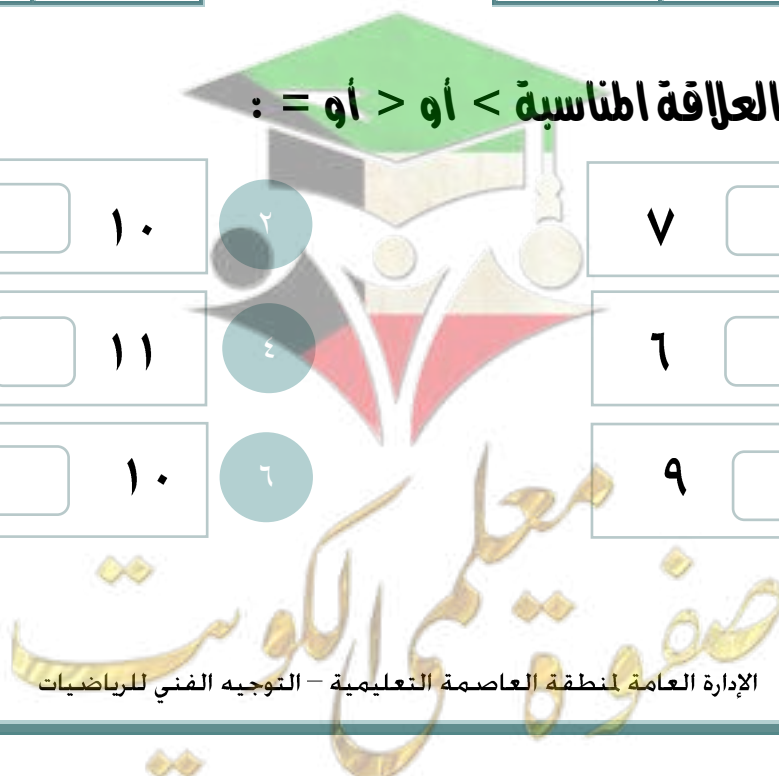 العلاقة المناسبة > أو < أو = :
٧ ٢ ١٠
٦ ٤ ١١
٩ ٦ ١٠
صفوة معلمي الكويت
الإدارة العامة لمنطقة العاصمة التعليمية – التوجيه الفني للرياضيات